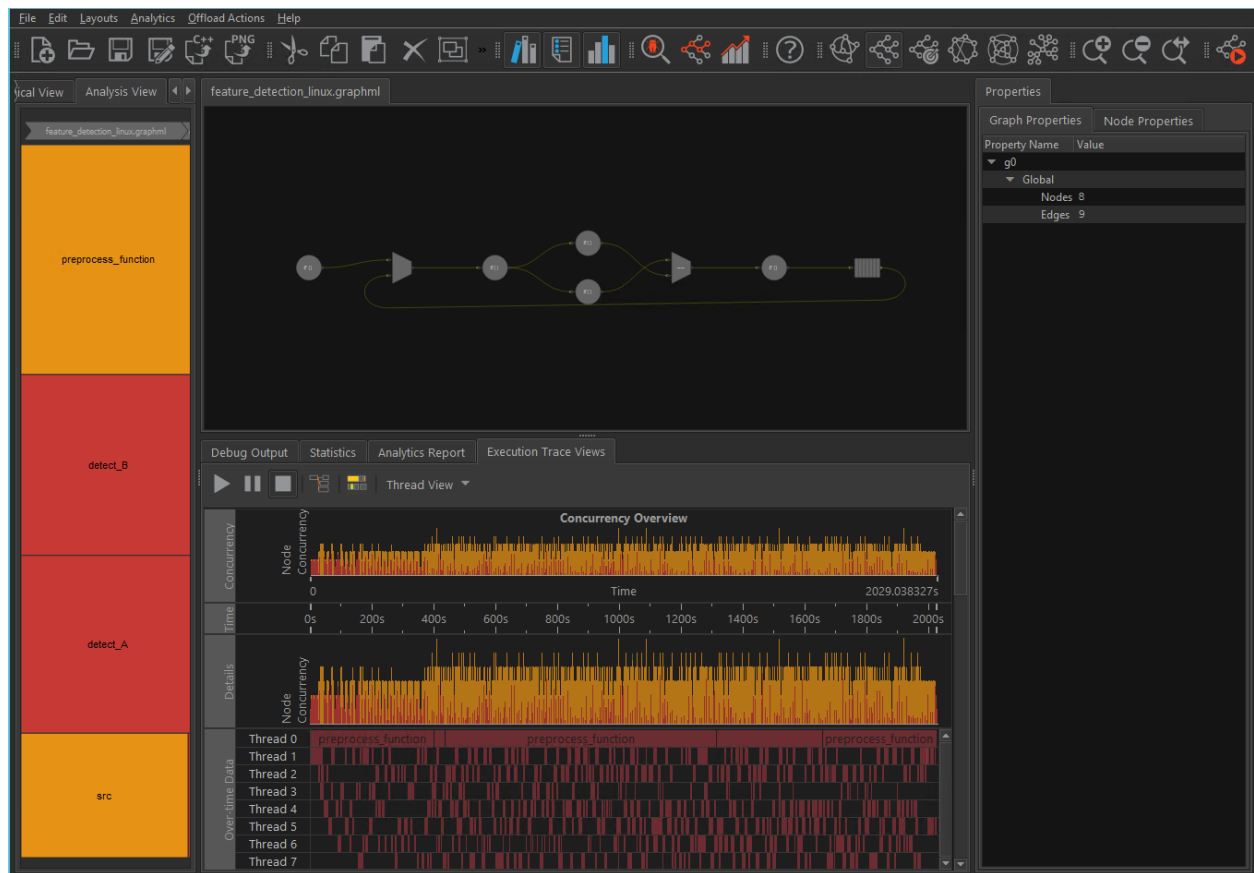 File Edit Layouts Analytics Offload Actions Help
C++ PNG
ical View Analysis View
feature_detection_linux.graphml
preprocess_function
detect_B
detect_A
src
feature_detection_linux.graphml
Debug Output Statistics Analytics Report Execution Trace Views
Thread View
Concurrency
Node
Concurrency
Concurrency Overview
0 Time 2029.038327s
Time
0s 200s 400s 600s 800s 1000s 1200s 1400s 1600s 1800s 2000s
Details
Node
Concurrency
Over-time Data
Thread 0 preprocess_function preprocess_function preprocess_function
Thread 1
Thread 2
Thread 3
Thread 4
Thread 5
Thread 6
Thread 7
Properties
Graph Properties Node Properties
Property Name Value
g0
Global
Nodes 8
Edges 9